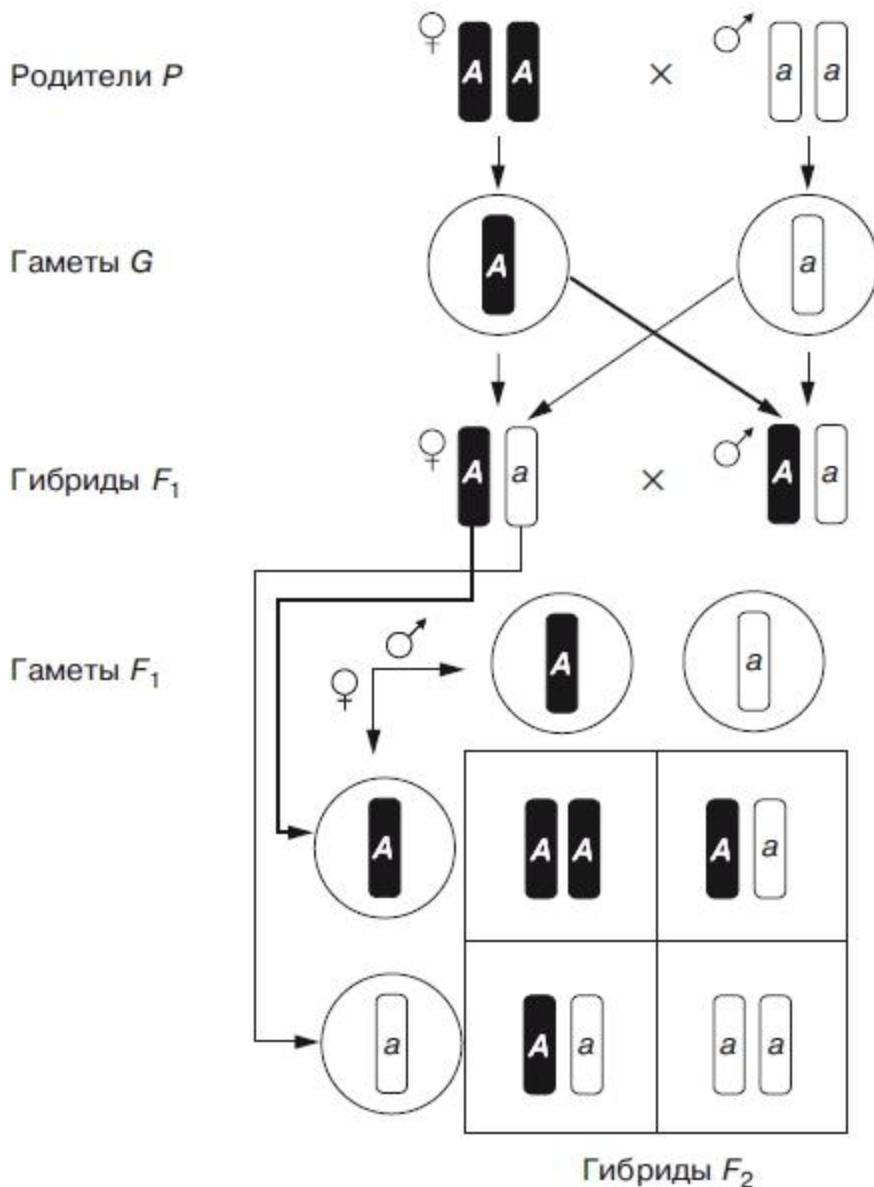 ♀ A A × ♂ a a
Родители P
A a
Гаметы G
♀ A a × ♂ A a
Гибриды F₁
A a
Гаметы F₁
♀ ♂
A A A A a
a A a a a
Гибриды F₂